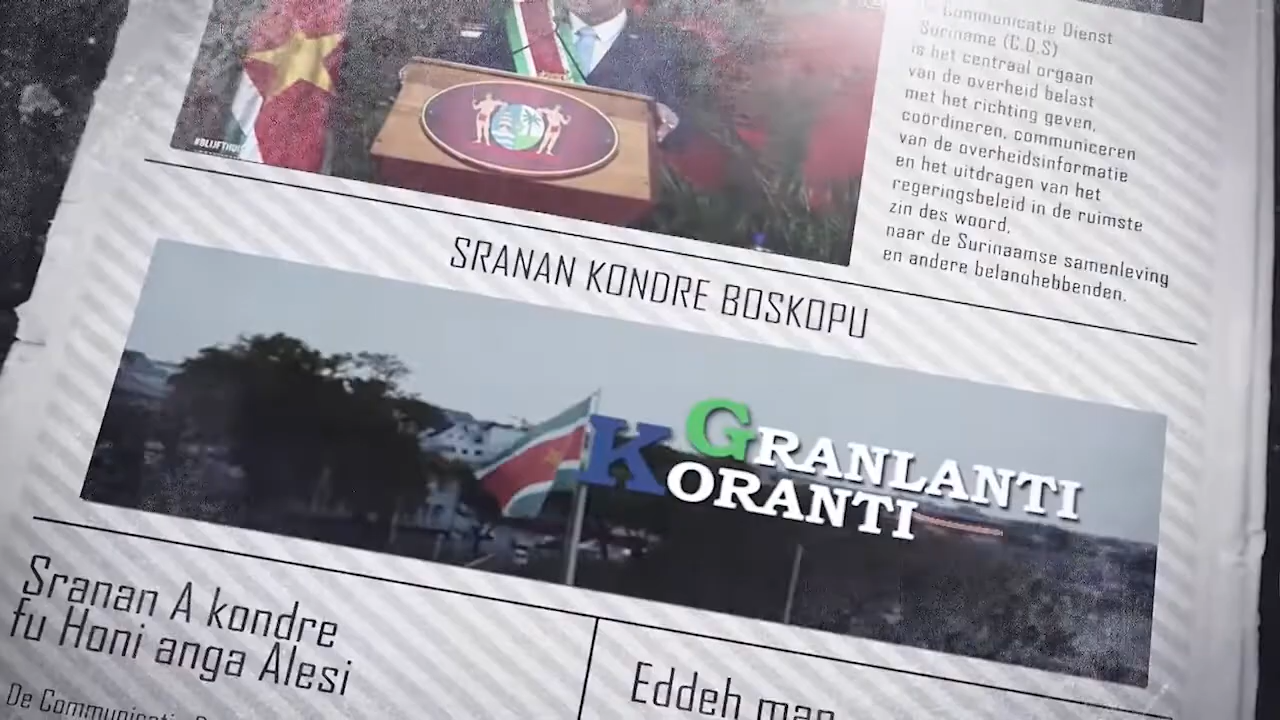 Communicatie Dienst
Suriname (C.D.S)
is het centraal orgaan
van de overheid belast
met het richting geven,
coördineren, communiceren
van de overheidsinformatie
en het uitdragen van het
regeringsbeleid in de ruimste
zin des woord,
naar de Surinaamse samenleving
en andere belanghebbenden.
SRANAN KONDRE BOSKOPU
GRANLANTI
KORANTI
Sranan A kondre
fu Honi anga Alesi
De
Eddeh man